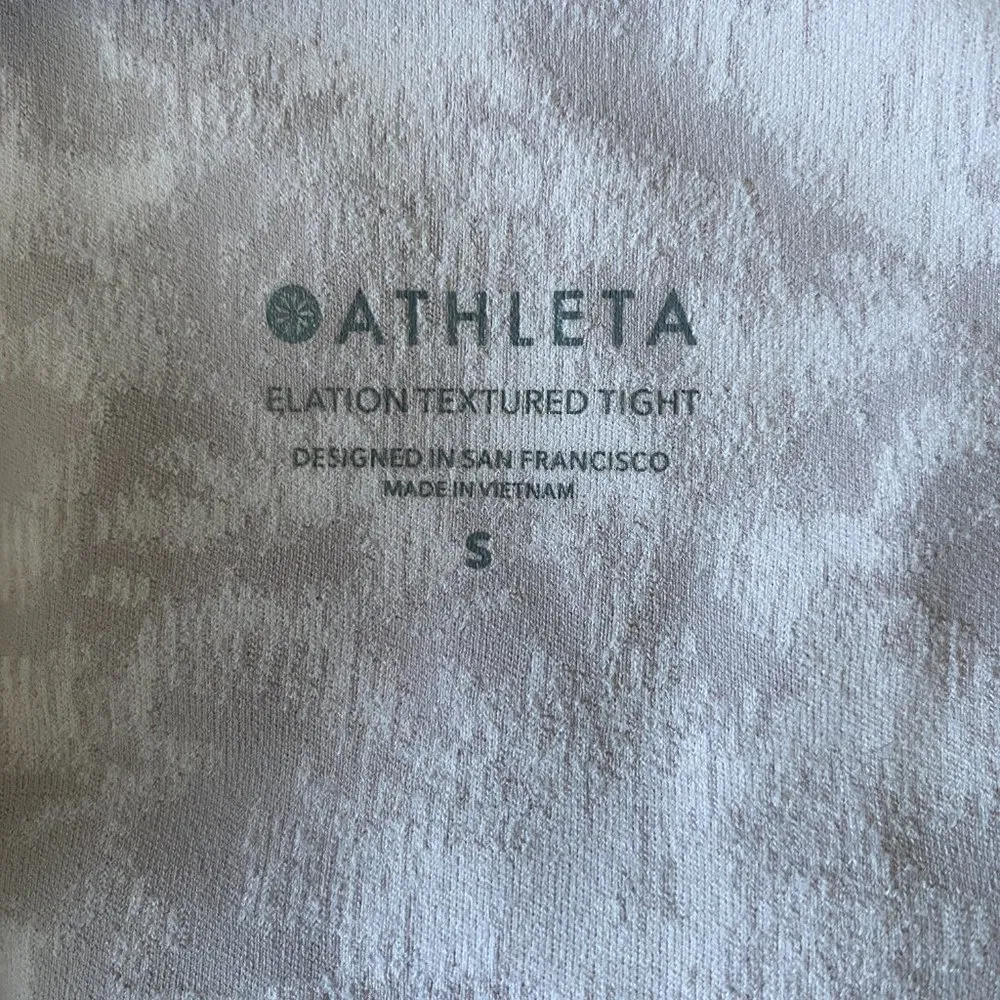 ATHLETA
ELATION TEXTURED TIGHT
DESIGNED IN SAN FRANCISCO
MADE IN VIETNAM
S